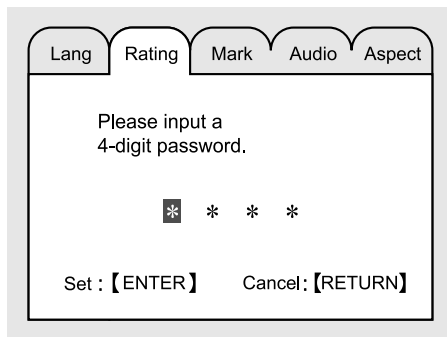 Lang Rating Mark Audio Aspect
Please input a
4-digit password.
* * * *
Set :【ENTER】 Cancel:【RETURN】